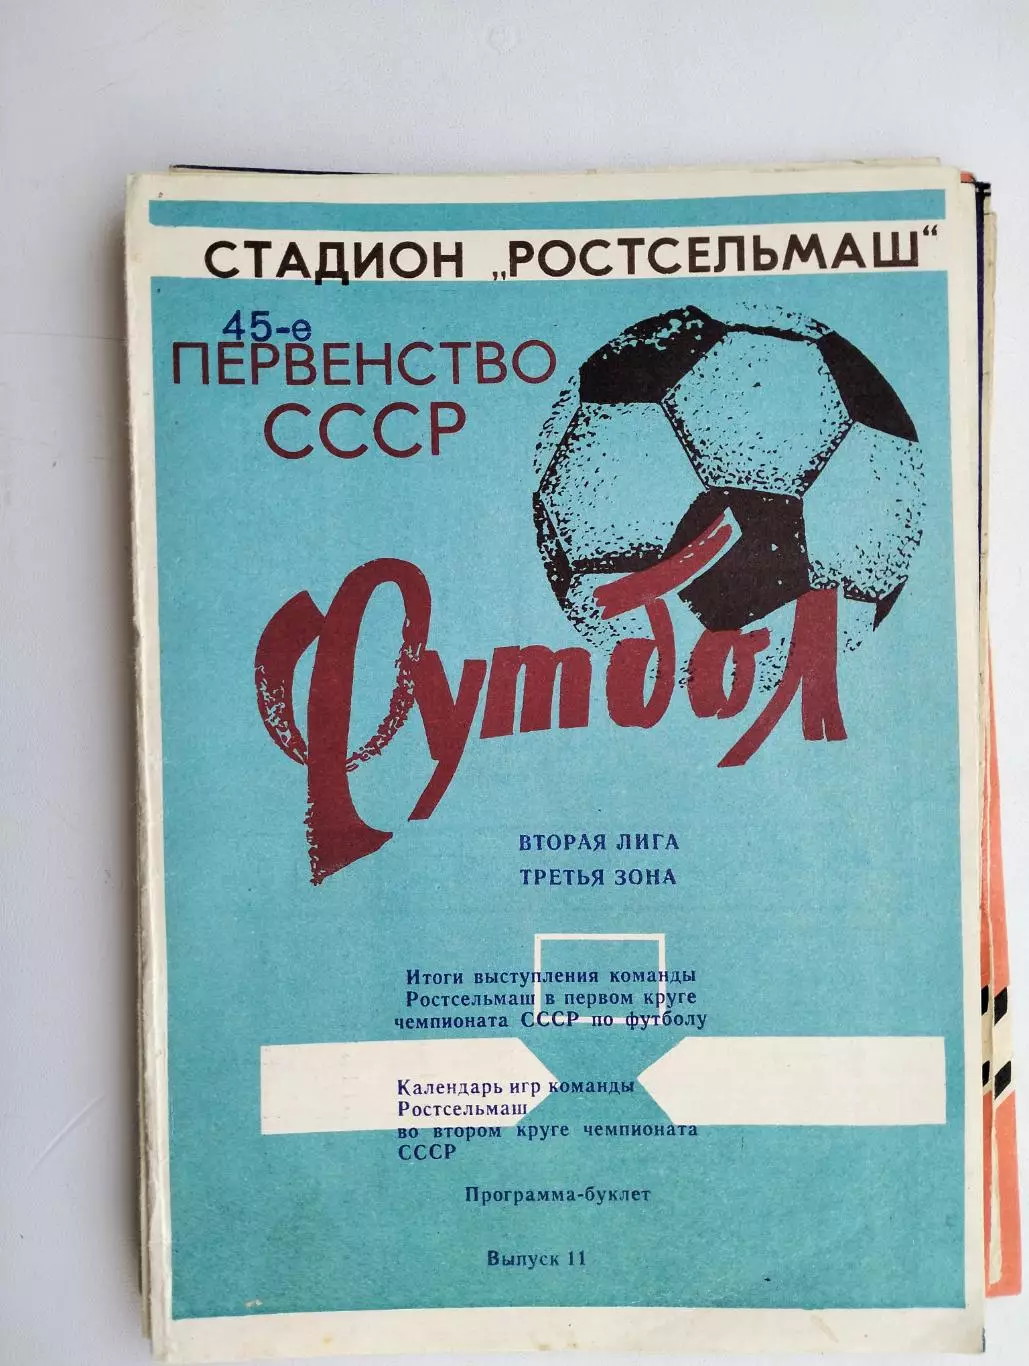 СТАДИОН „РОСТСЕЛЬМАШ“
45-е
ПЕРВЕНСТВО
СССР
Футбол
ВТОРАЯ ЛИГА
ТРЕТЬЯ ЗОНА
Итоги выступления команды
Ростсельмаш в первом круге
чемпионата СССР по футболу
Календарь игр команды
Ростсельмаш
во втором круге чемпионата
СССР
Программа-буклет
Выпуск 11